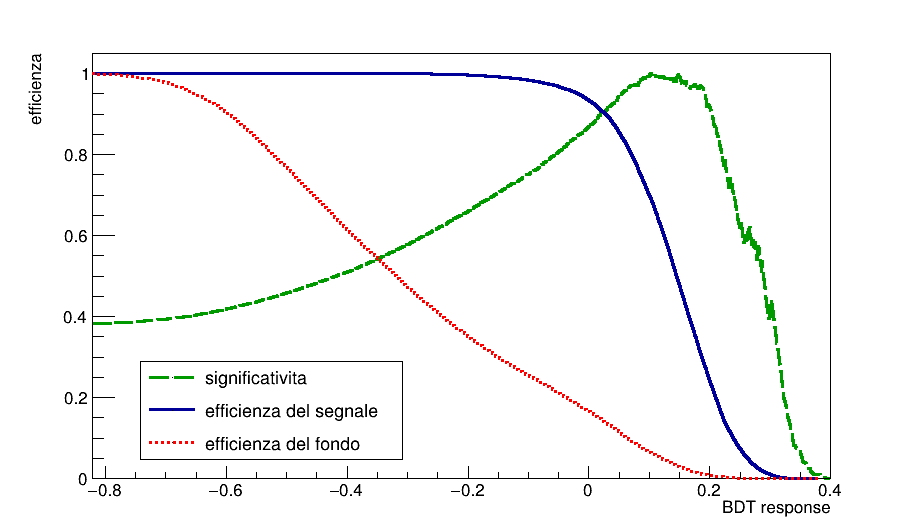 efficienza
1
0.8
0.6
0.4
0.2
0
significativita
efficienza del segnale
efficienza del fondo
−0.8 −0.6 −0.4 −0.2 0 0.2 0.4
BDT response